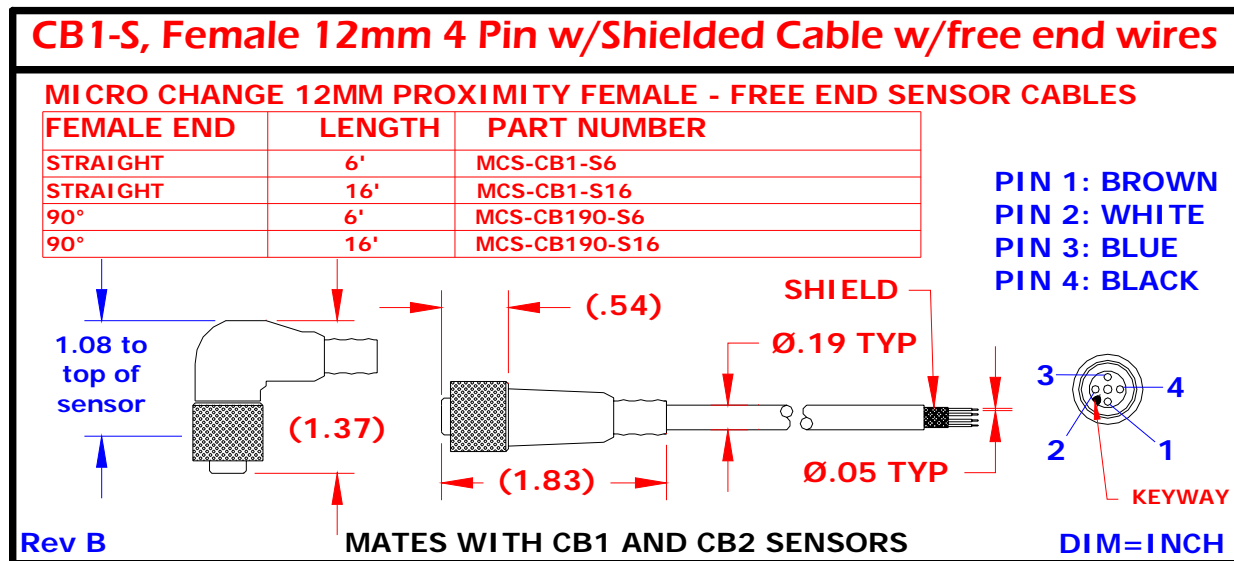 CB1-S, Female 12mm 4 Pin w/Shielded Cable w/free end wires
MICRO CHANGE 12MM PROXIMITY FEMALE - FREE END SENSOR CABLES
FEMALE END LENGTH PART NUMBER
STRAIGHT 6' MCS-CB1-S6
STRAIGHT 16' MCS-CB1-S16
90° 6' MCS-CB190-S6
90° 16' MCS-CB190-S16
PIN 1: BROWN
PIN 2: WHITE
PIN 3: BLUE
PIN 4: BLACK
1.08 to
top of
sensor
(1.37)
(.54)
(1.83)
SHIELD
Ø.19 TYP
Ø.05 TYP
3
4
2
1
KEYWAY
Rev B
MATES WITH CB1 AND CB2 SENSORS
DIM=INCH